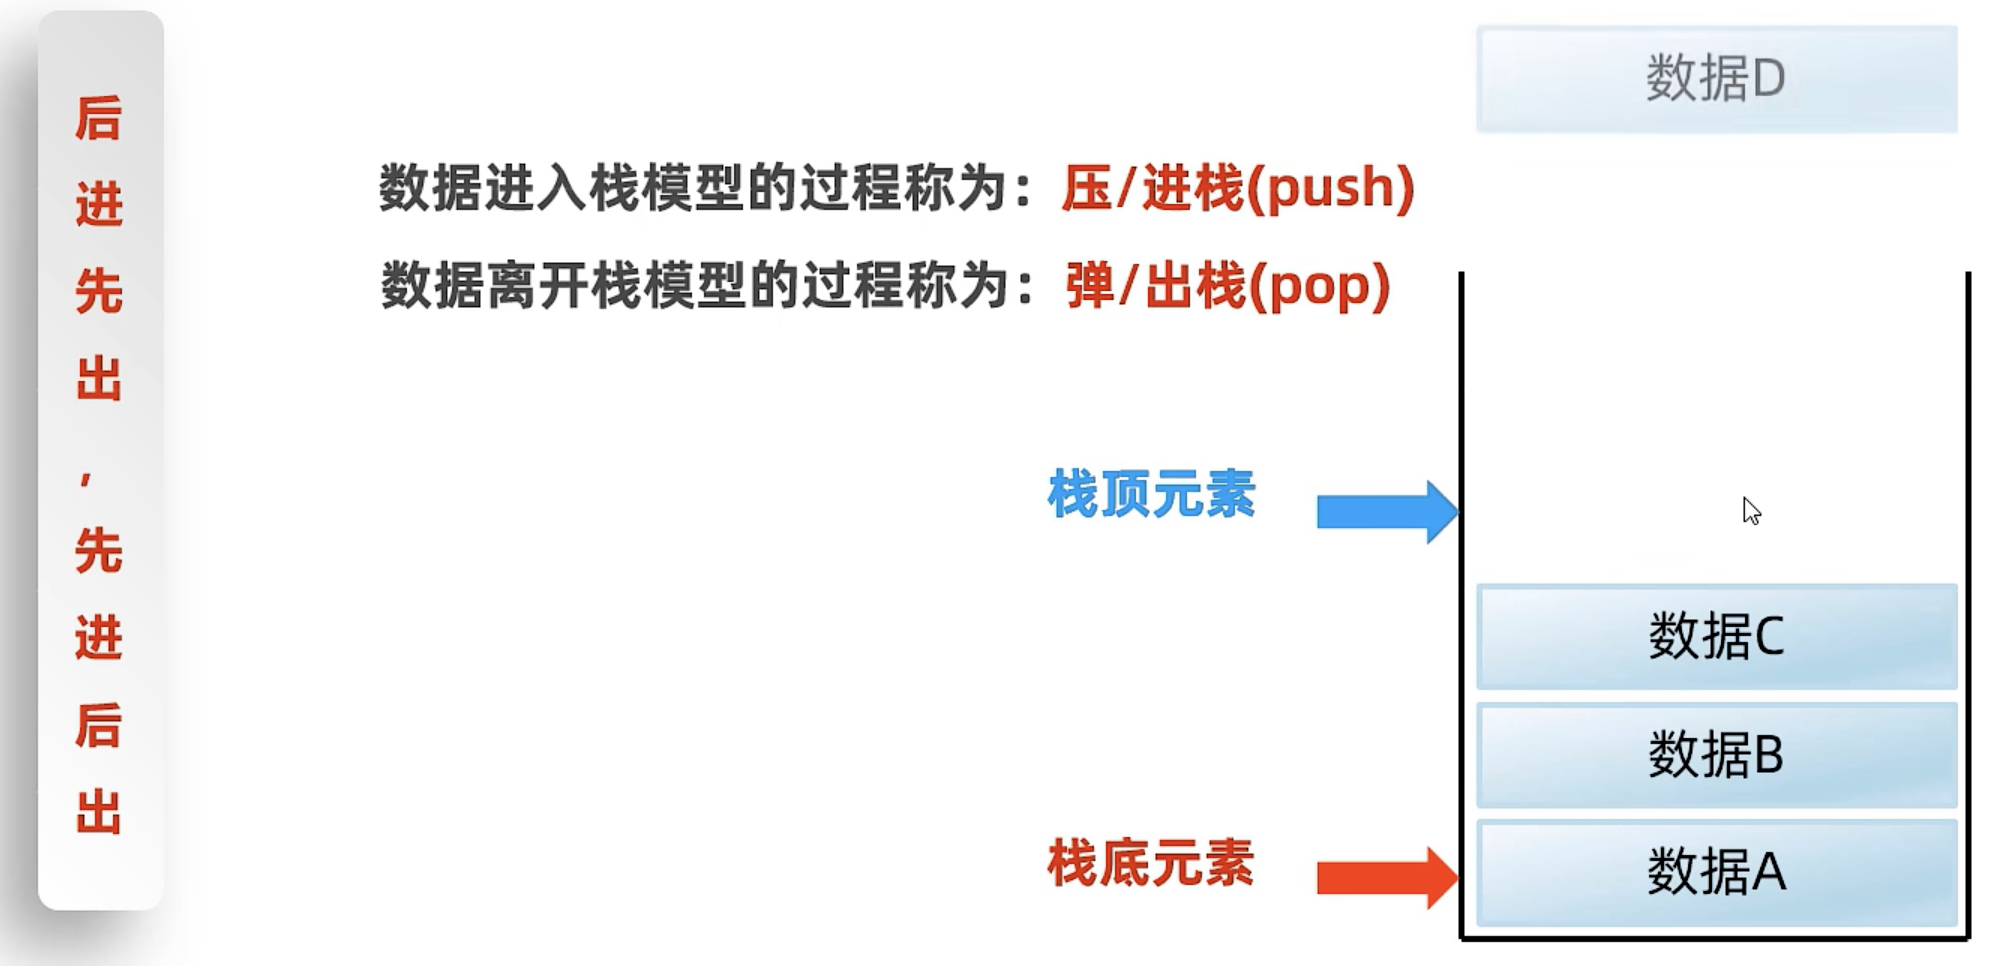 后进先出，先进后出
数据D
数据进入栈模型的过程称为：压/进栈(push)
数据离开栈模型的过程称为：弹/出栈(pop)
栈顶元素
数据C
数据B
栈底元素
数据A